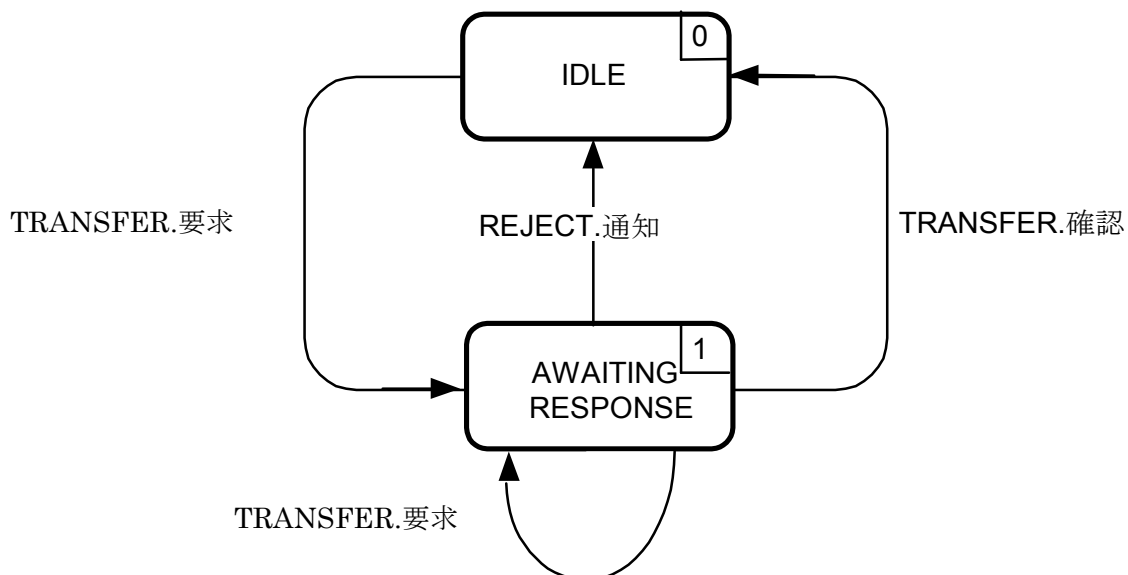 0
IDLE
TRANSFER.要求
REJECT.通知
TRANSFER.確認
1
AWAITING
RESPONSE
TRANSFER.要求